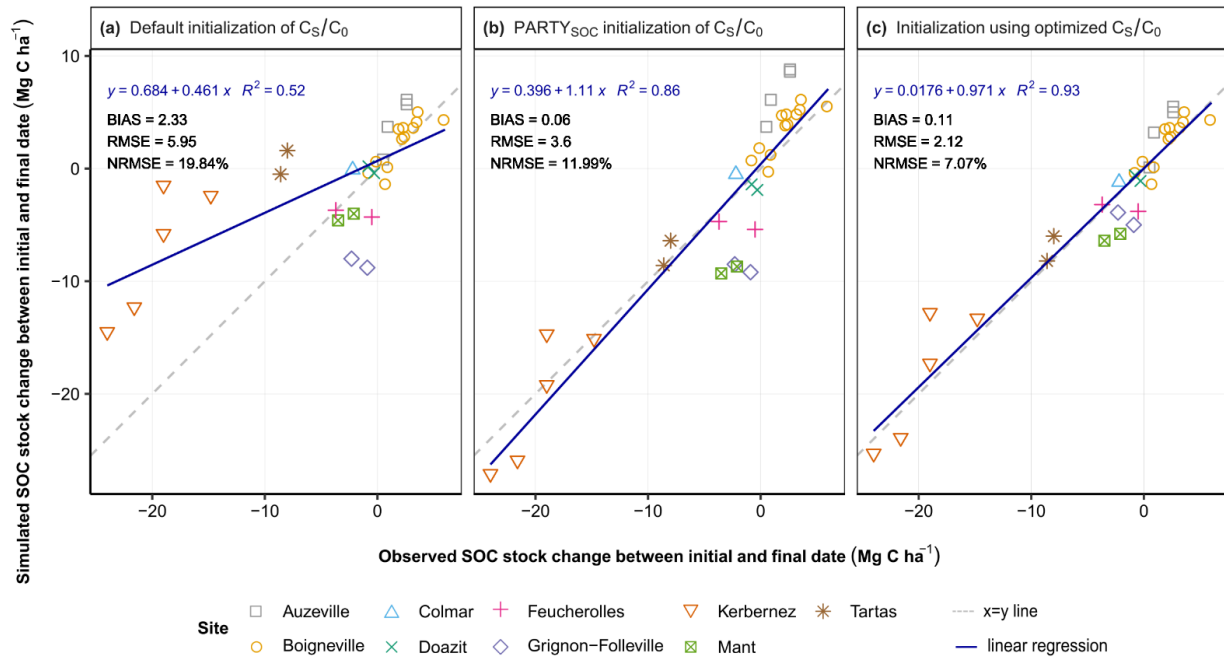 (a) Default initialization of C_S/C_0
(b) PARTY_SOC initialization of C_S/C_0
(c) Initialization using optimized C_S/C_0
Simulated SOC stock change between initial and final date (Mg C ha⁻¹)
10
0
−10
−20
y = 0.684 + 0.461 x R² = 0.52
BIAS = 2.33
RMSE = 5.95
NRMSE = 19.84%
y = 0.396 + 1.11 x R² = 0.86
BIAS = 0.06
RMSE = 3.6
NRMSE = 11.99%
y = 0.0176 + 0.971 x R² = 0.93
BIAS = 0.11
RMSE = 2.12
NRMSE = 7.07%
−20 −10 0
−20 −10 0
−20 −10 0
Observed SOC stock change between initial and final date (Mg C ha⁻¹)
Site
Auzeville Colmar Feucherolles Kerbernez Tartas x=y line
Boigneville Doazit Grignon−Folleville Mant linear regression